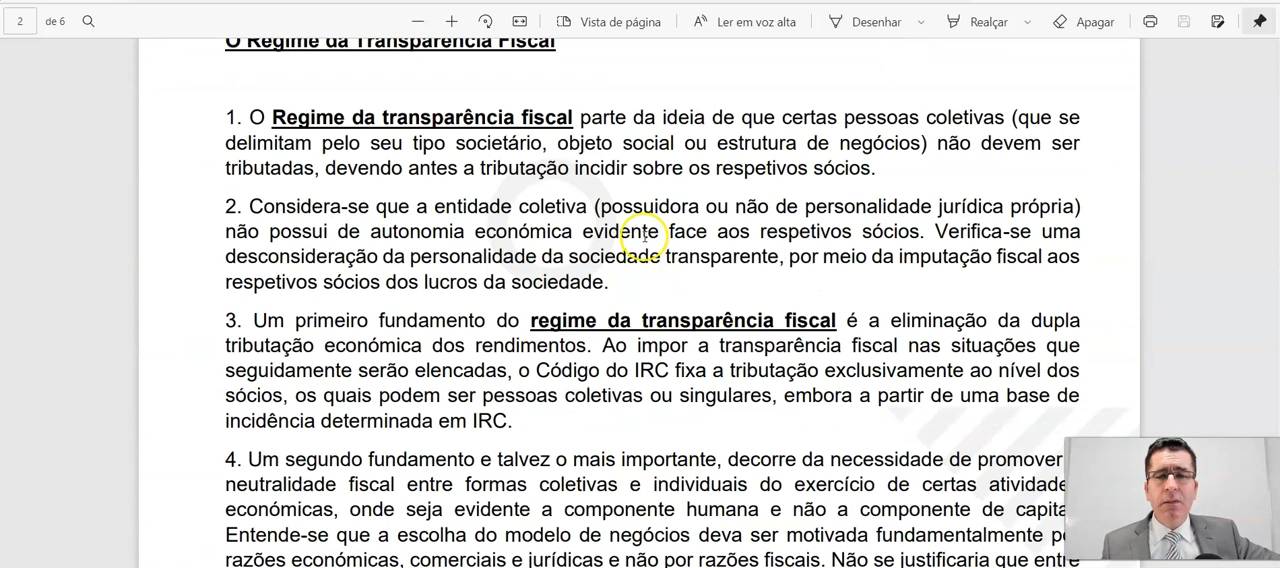 2 de 6 Vista de página Ler em voz alta Desenhar Realçar Apagar
O Regime da Transparência Fiscal
1. O Regime da transparência fiscal parte da ideia de que certas pessoas coletivas (que se
delimitam pelo seu tipo societário, objeto social ou estrutura de negócios) não devem ser
tributadas, devendo antes a tributação incidir sobre os respetivos sócios.
2. Considera-se que a entidade coletiva (possuidora ou não de personalidade jurídica própria)
não possui de autonomia económica evidente face aos respetivos sócios. Verifica-se uma
desconsideração da personalidade da sociedade transparente, por meio da imputação fiscal aos
respetivos sócios dos lucros da sociedade.
3. Um primeiro fundamento do regime da transparência fiscal é a eliminação da dupla
tributação económica dos rendimentos. Ao impor a transparência fiscal nas situações que
seguidamente serão elencadas, o Código do IRC fixa a tributação exclusivamente ao nível dos
sócios, os quais podem ser pessoas coletivas ou singulares, embora a partir de uma base de
incidência determinada em IRC.
4. Um segundo fundamento e talvez o mais importante, decorre da necessidade de promover
neutralidade fiscal entre formas coletivas e individuais do exercício de certas atividade
económicas, onde seja evidente a componente humana e não a componente de capita
Entende-se que a escolha do modelo de negócios deva ser motivada fundamentalmente p
razões económicas, comerciais e jurídicas e não por razões fiscais. Não se justificaria que entre